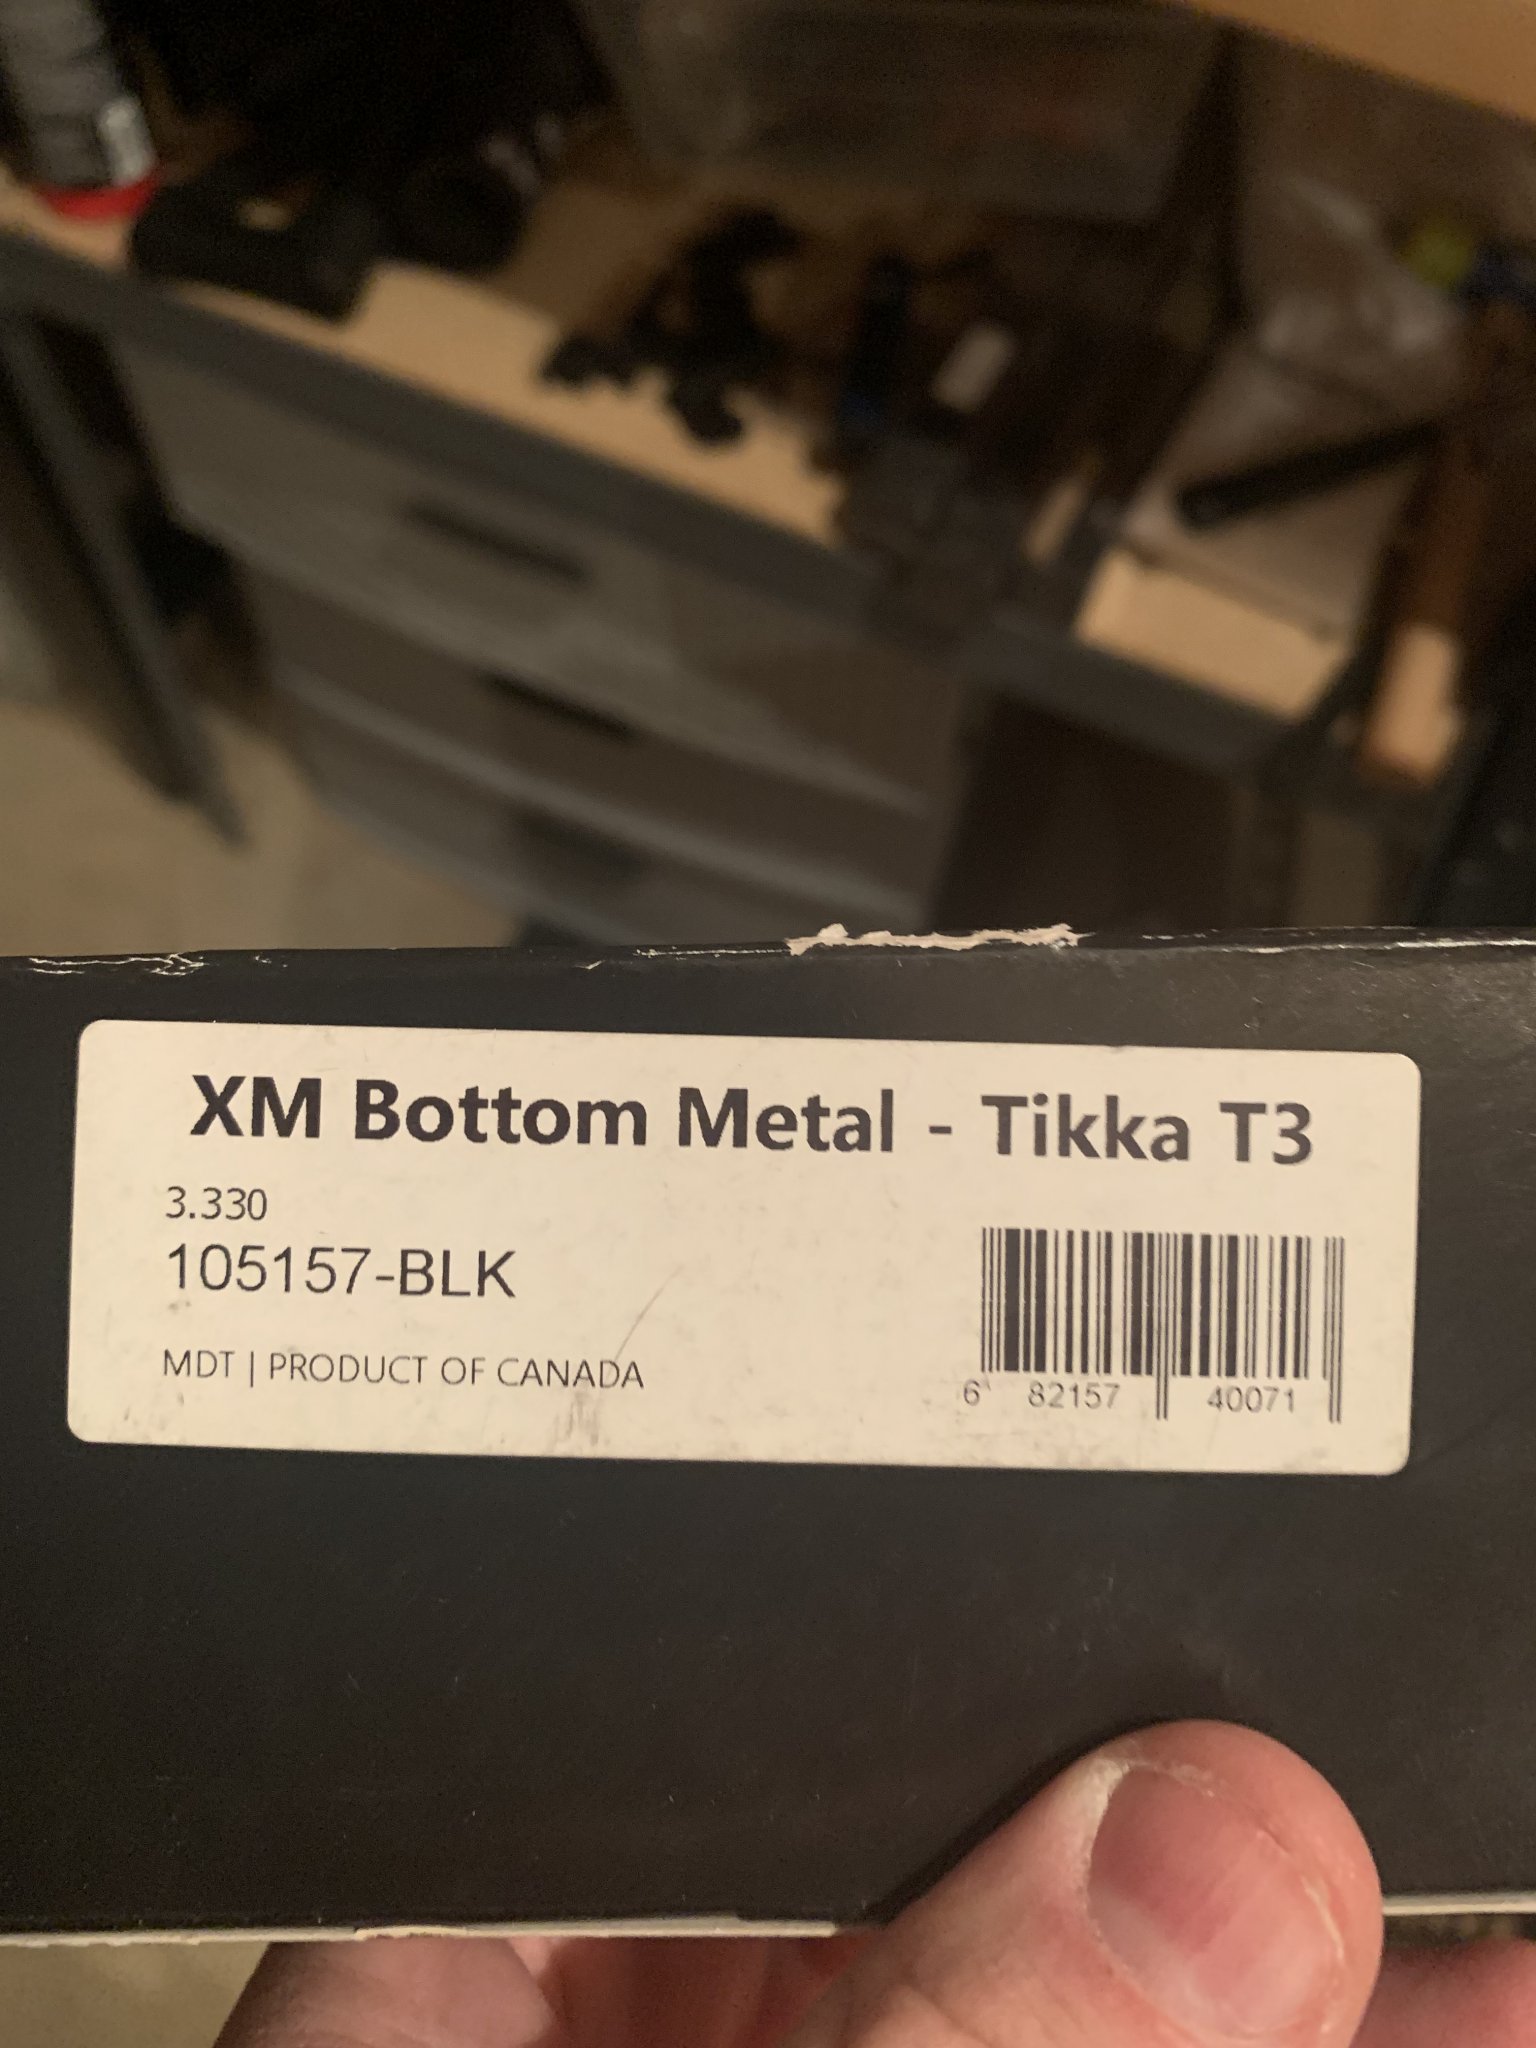 XM Bottom Metal - Tikka T3
3.330
105157-BLK
MDT | PRODUCT OF CANADA
6 82157 40071